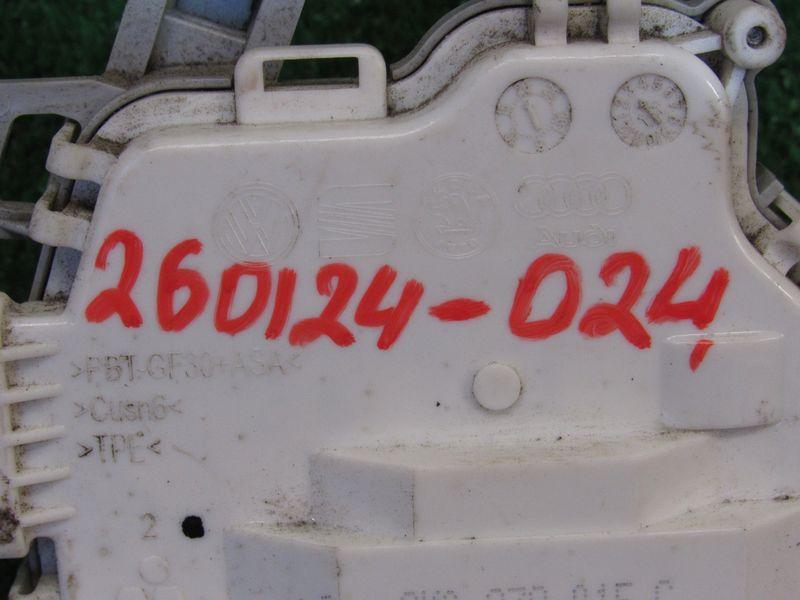 Audi
260124-024
>PBT-GF30+ASA<
>Cusn6<
>TPE<
2